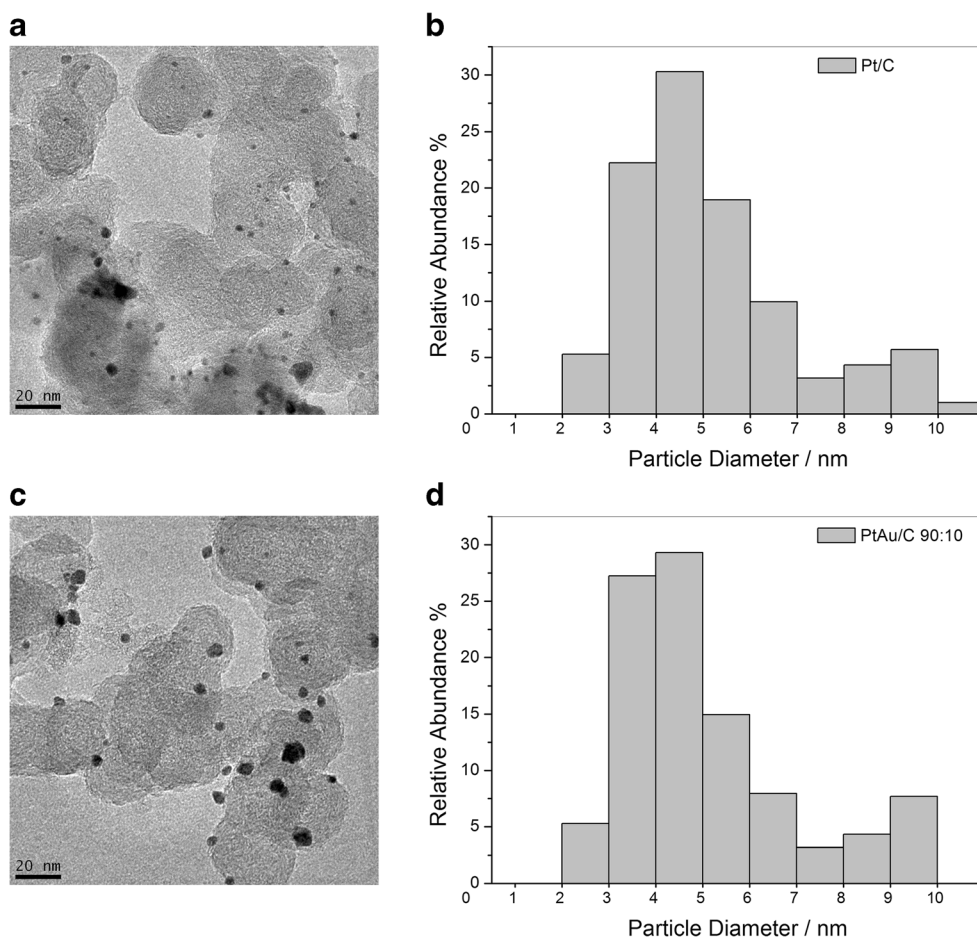 a
20 nm
b
Relative Abundance %
30
25
20
15
10
5
0
Pt/C
0 1 2 3 4 5 6 7 8 9 10
Particle Diameter / nm
c
20 nm
d
Relative Abundance %
30
25
20
15
10
5
0
PtAu/C 90:10
0 1 2 3 4 5 6 7 8 9 10
Particle Diameter / nm